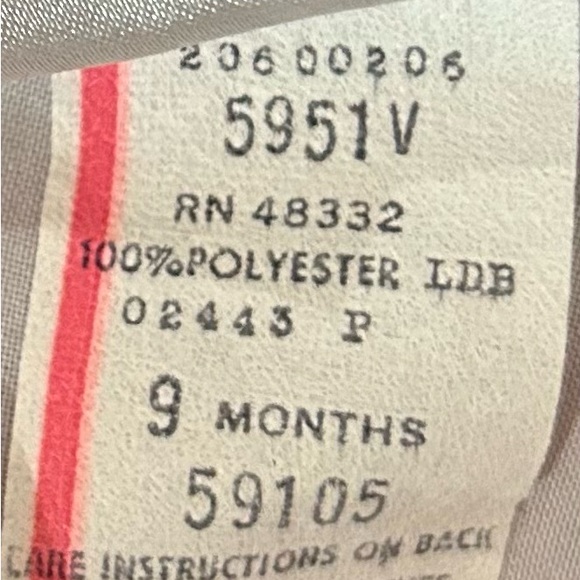 20600206
5951V
RN 48332
100%POLYESTER LDB
02443 P
9 MONTHS
59105
CARE INSTRUCTIONS ON BACK